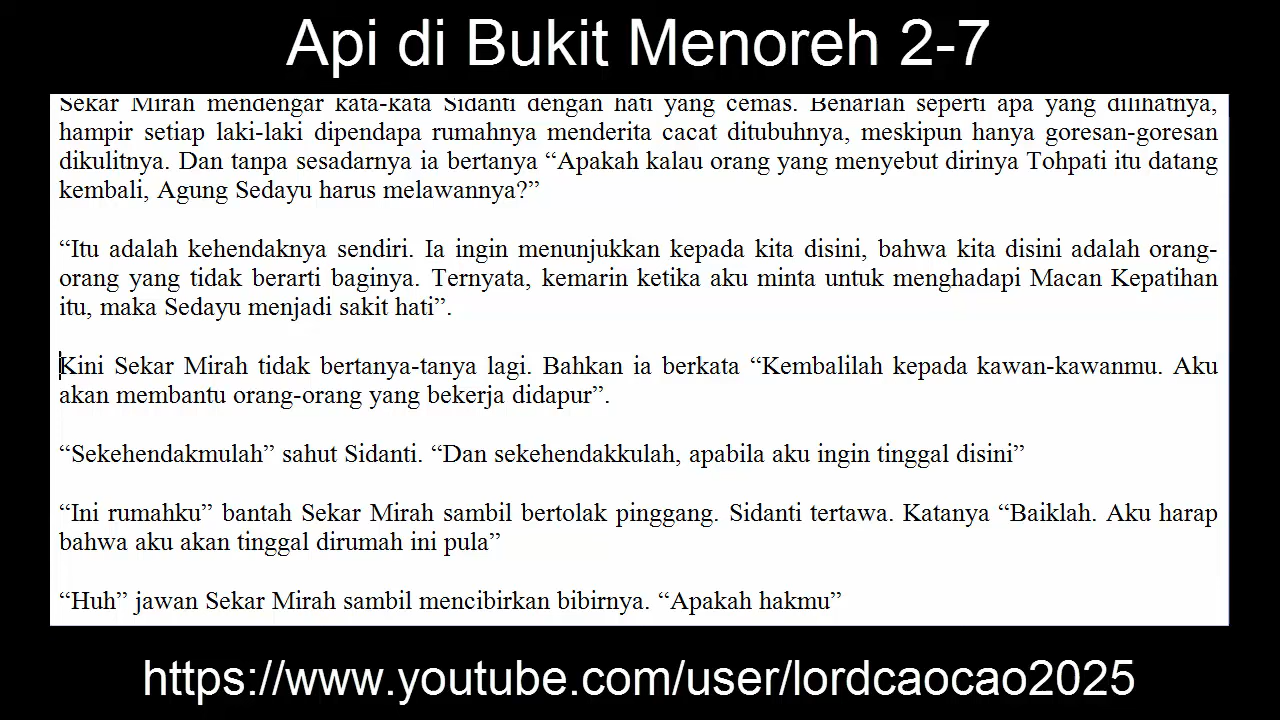 Api di Bukit Menoreh 2-7
Sekar Mirah mendengar kata-kata Sidanti dengan hati yang cemas. Benarlah seperti apa yang dilihatnya,
hampir setiap laki-laki dipendapa rumahnya menderita cacat ditubuhnya, meskipun hanya goresan-goresan
dikulitnya. Dan tanpa sesadarnya ia bertanya “Apakah kalau orang yang menyebut dirinya Tohpati itu datang
kembali, Agung Sedayu harus melawannya?”
“Itu adalah kehendaknya sendiri. Ia ingin menunjukkan kepada kita disini, bahwa kita disini adalah orang-
orang yang tidak berarti baginya. Ternyata, kemarin ketika aku minta untuk menghadapi Macan Kepatihan
itu, maka Sedayu menjadi sakit hati”.
Kini Sekar Mirah tidak bertanya-tanya lagi. Bahkan ia berkata “Kembalilah kepada kawan-kawanmu. Aku
akan membantu orang-orang yang bekerja didapur”.
“Sekehendakmulah” sahut Sidanti. “Dan sekehendakkulah, apabila aku ingin tinggal disini”
“Ini rumahku” bantah Sekar Mirah sambil bertolak pinggang. Sidanti tertawa. Katanya “Baiklah. Aku harap
bahwa aku akan tinggal dirumah ini pula”
“Huh” jawan Sekar Mirah sambil mencibirkan bibirnya. “Apakah hakmu”
https://www.youtube.com/user/lordcaocao2025